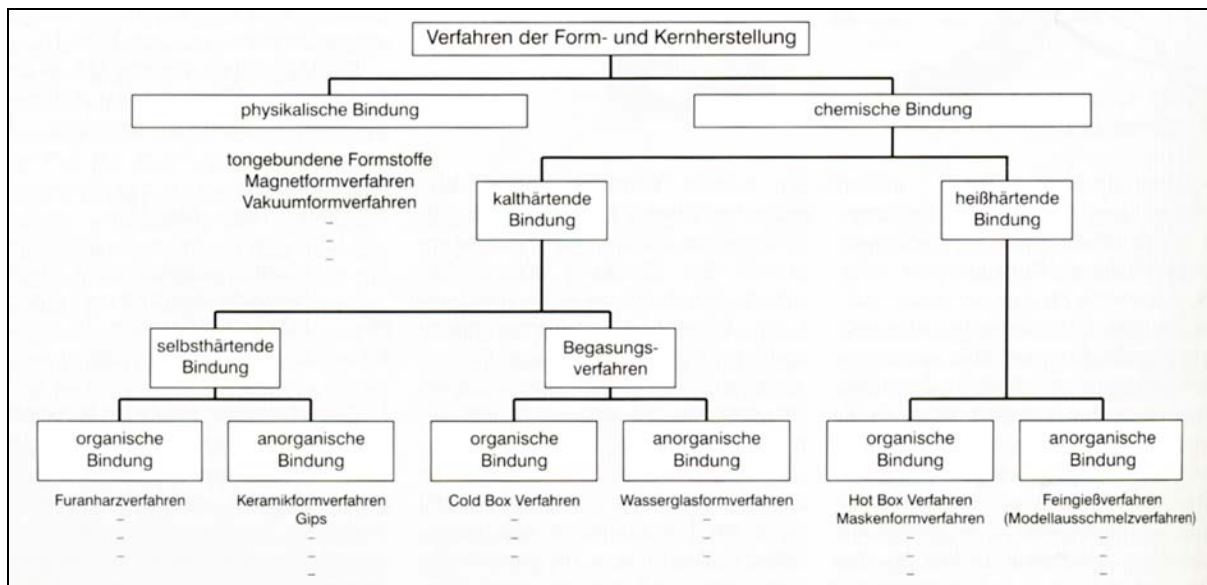 Verfahren der Form- und Kernherstellung
physikalische Bindung
chemische Bindung
tongebundene Formstoffe
Magnetformverfahren
Vakuumformverfahren
–
–
–
kalthärtende
Bindung
heißhärtende
Bindung
selbsthärtende
Bindung
Begasungs-
verfahren
organische
Bindung
anorganische
Bindung
organische
Bindung
anorganische
Bindung
organische
Bindung
anorganische
Bindung
Furanharzverfahren
–
–
–
–
Keramikformverfahren
Gips
–
–
–
Cold Box Verfahren
–
–
–
–
Wasserglasformverfahren
–
–
–
–
Hot Box Verfahren
Maskenformverfahren
–
–
–
Feingießverfahren
(Modellausschmelzverfahren)
–
–
–